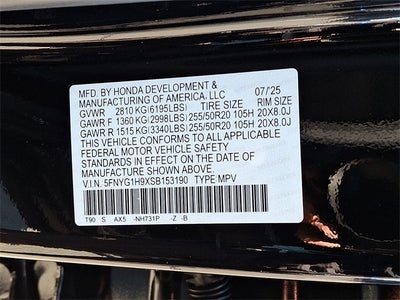 MFD. BY HONDA DEVELOPMENT & 07/'25
MANUFACTURING OF AMERICA, LLC
GVWR 2810 KG(6195LBS) TIRE SIZE RIM SIZE
GAWR F 1360 KG(2998LBS) 255/50R20 105H 20X8.0J
GAWR R 1515 KG(3340LBS) 255/50R20 105H 20X8.0J
THIS VEHICLE CONFORMS TO ALL APPLICABLE
FEDERAL MOTOR VEHICLE SAFETY
STANDARDS IN EFFECT ON THE DATE OF
MANUFACTURE SHOWN ABOVE.
V.I.N. 5FNYG1H9XSB153190 TYPE:MPV
T90 S AX5 -NH731P -Z -B